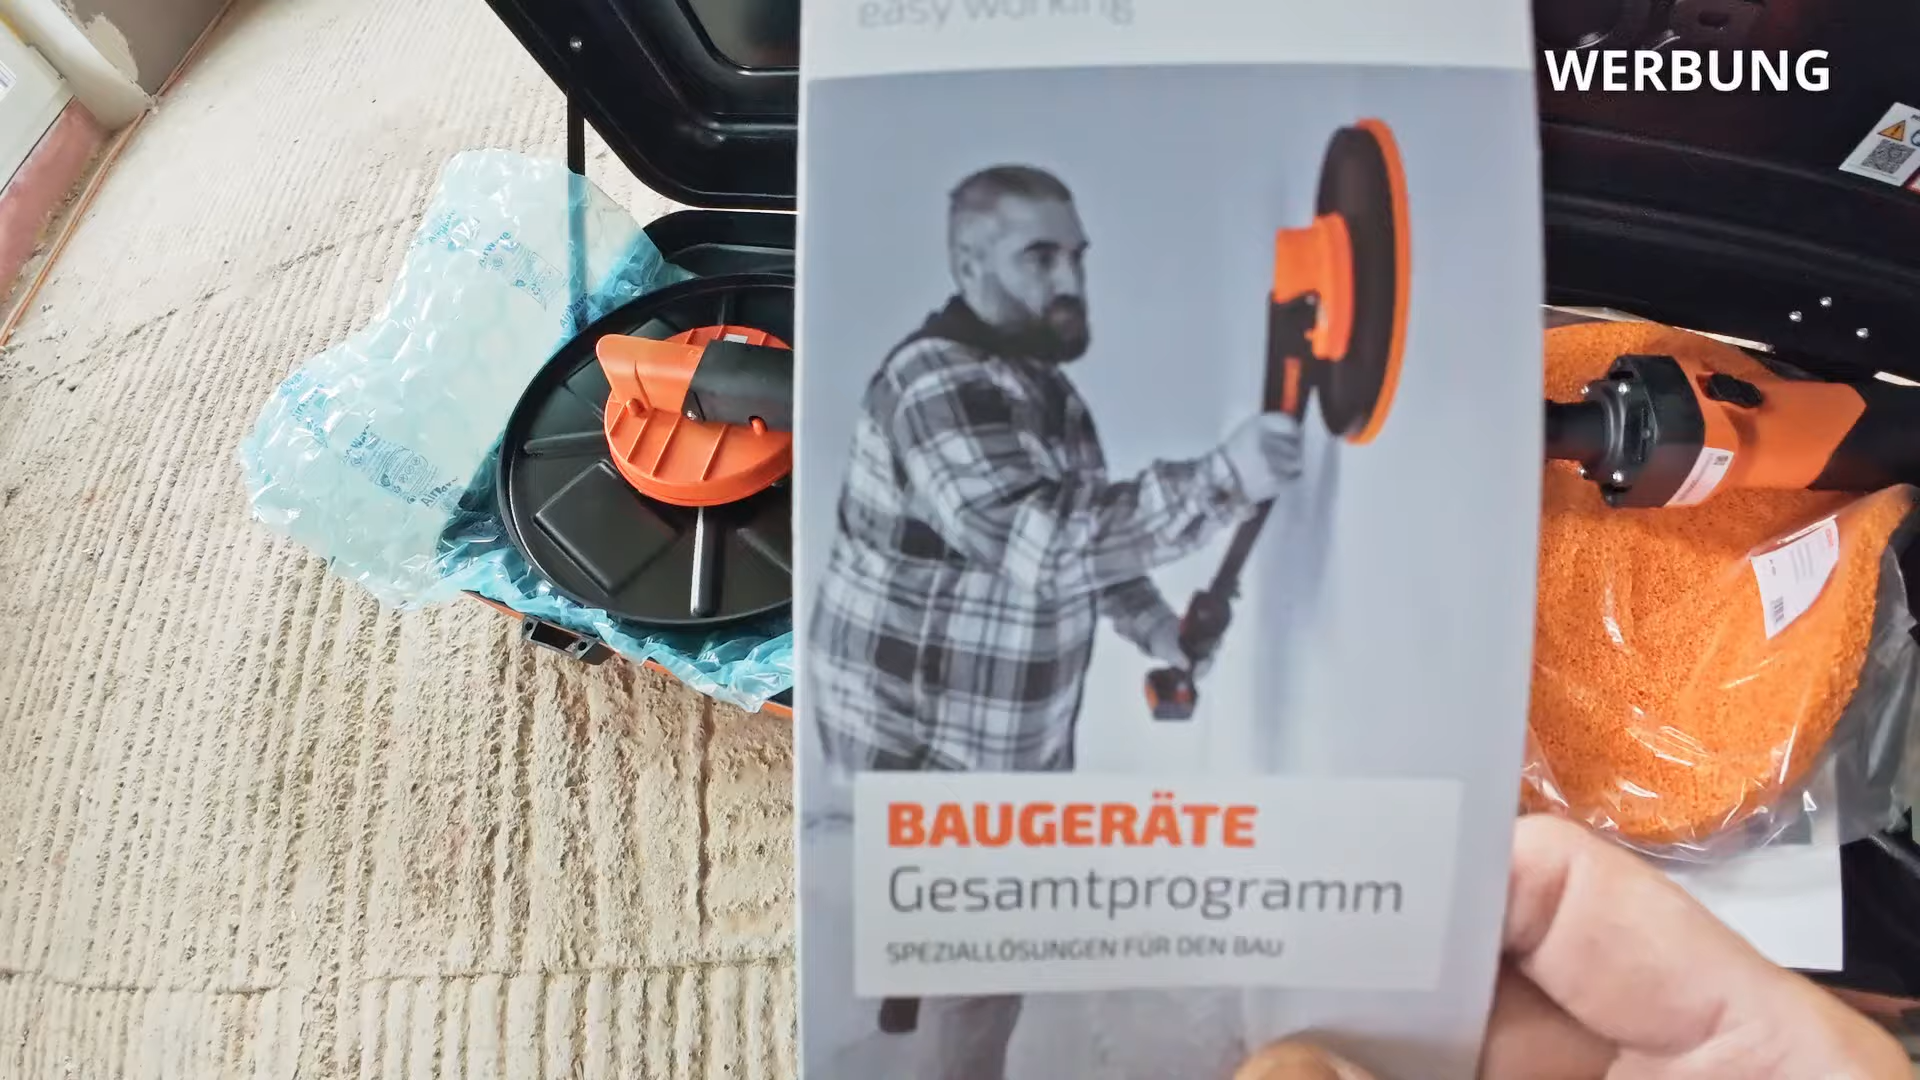 easy working
WERBUNG
BAUGERÄTE
Gesamtprogramm
SPEZIALLÖSUNGEN FÜR DEN BAU